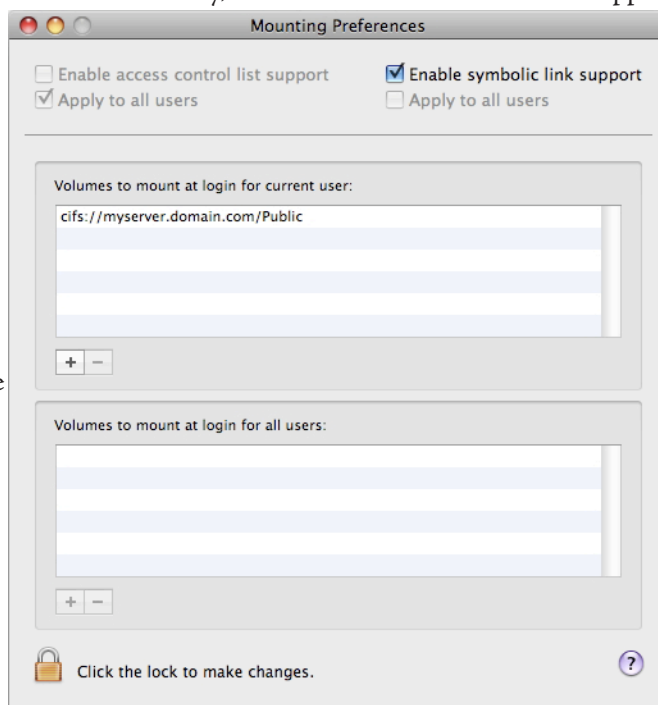 Mounting Preferences
Enable access control list support
Enable symbolic link support
Apply to all users
Apply to all users
Volumes to mount at login for current user:
cifs://myserver.domain.com/Public
+ −
Volumes to mount at login for all users:
+ −
Click the lock to make changes.
?